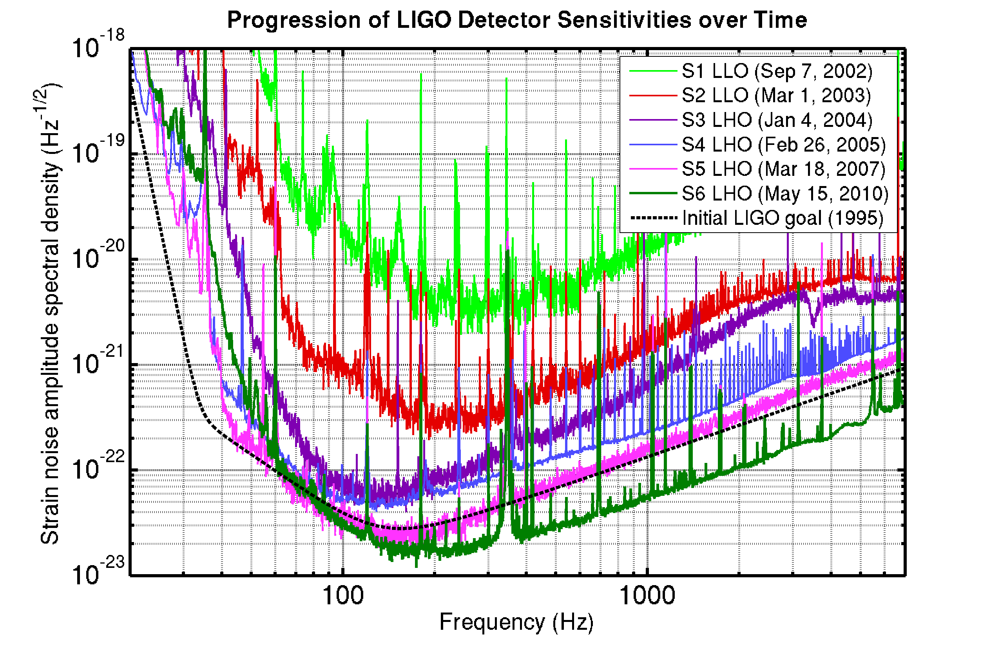 Progression of LIGO Detector Sensitivities over Time
Strain noise amplitude spectral density (Hz^-1/2)
10^-18
10^-19
10^-20
10^-21
10^-22
10^-23
S1 LLO (Sep 7, 2002)
S2 LLO (Mar 1, 2003)
S3 LHO (Jan 4, 2004)
S4 LHO (Feb 26, 2005)
S5 LHO (Mar 18, 2007)
S6 LHO (May 15, 2010)
Initial LIGO goal (1995)
100 1000
Frequency (Hz)